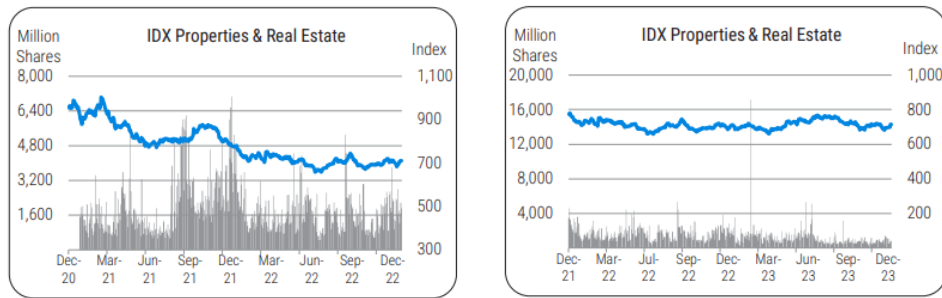 Million
Shares
IDX Properties & Real Estate
Index
8,000
6,400
4,800
3,200
1,600
1,100
900
700
500
300
Dec-
20
Mar-
21
Jun-
21
Sep-
21
Dec-
21
Mar-
22
Jun-
22
Sep-
22
Dec-
22
Million
Shares
IDX Properties & Real Estate
Index
20,000
16,000
12,000
8,000
4,000
1,000
800
600
400
200
Dec-
21
Mar-
22
Jul-
22
Sep-
22
Dec-
22
Mar-
23
Jun-
23
Sep-
23
Dec-
23